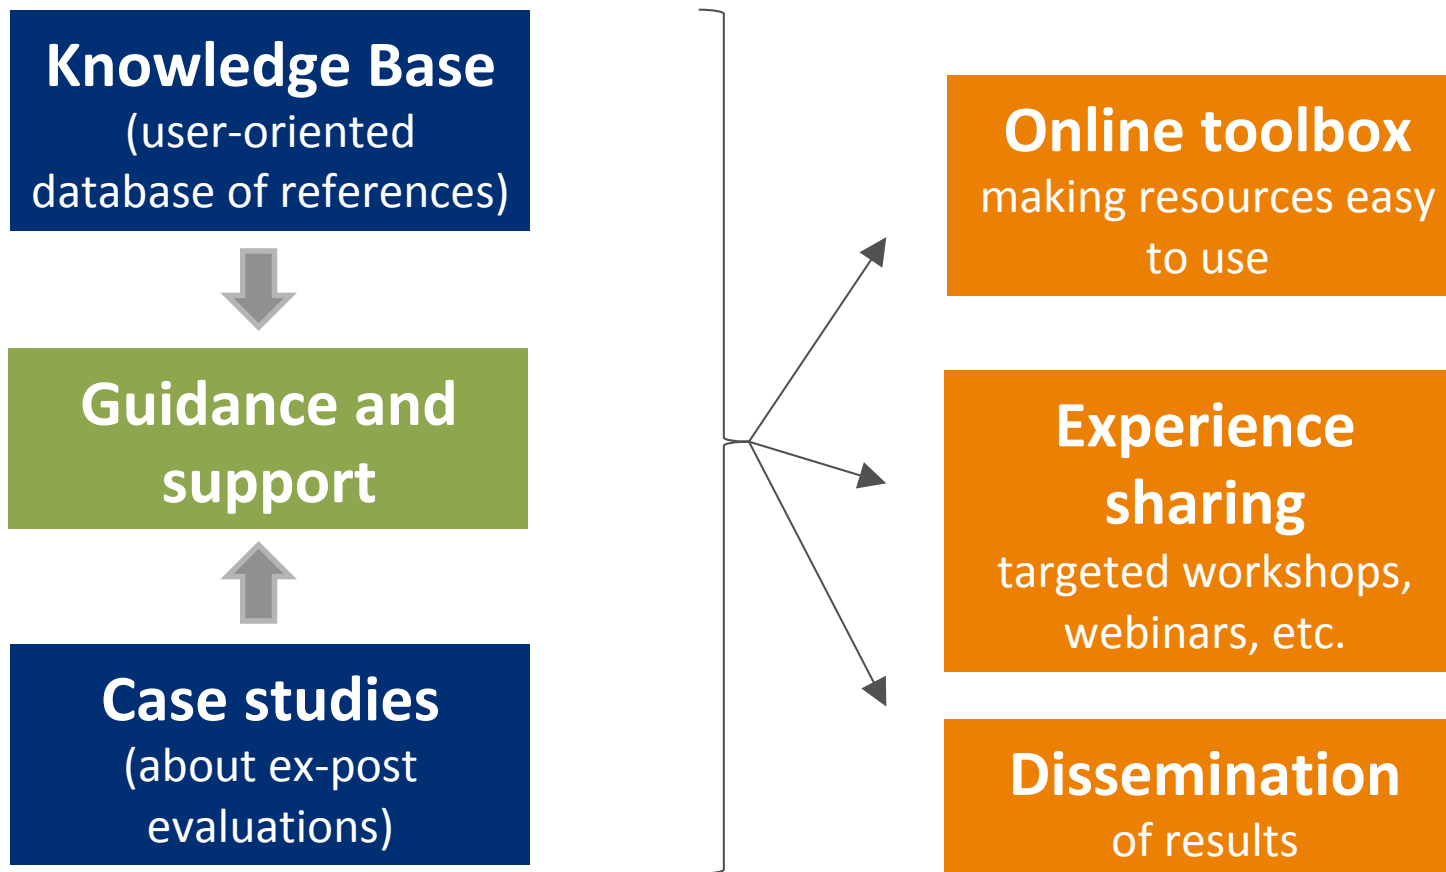 Knowledge Base
(user-oriented
database of references)
Guidance and
support
Case studies
(about ex-post
evaluations)
Online toolbox
making resources easy
to use
Experience
sharing
targeted workshops,
webinars, etc.
Dissemination
of results